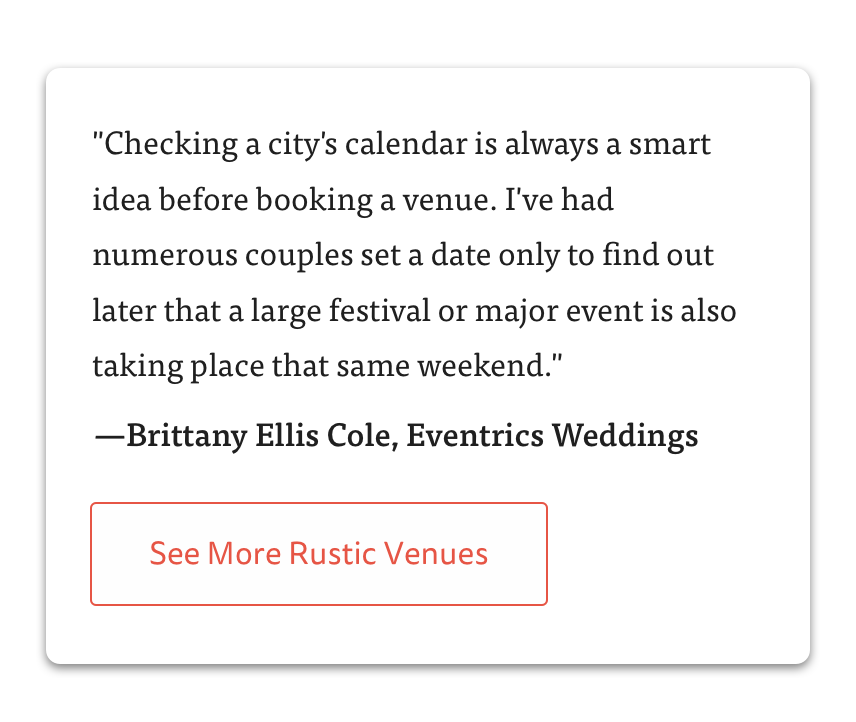 "Checking a city's calendar is always a smart
idea before booking a venue. I've had
numerous couples set a date only to find out
later that a large festival or major event is also
taking place that same weekend."
—Brittany Ellis Cole, Eventrics Weddings
See More Rustic Venues